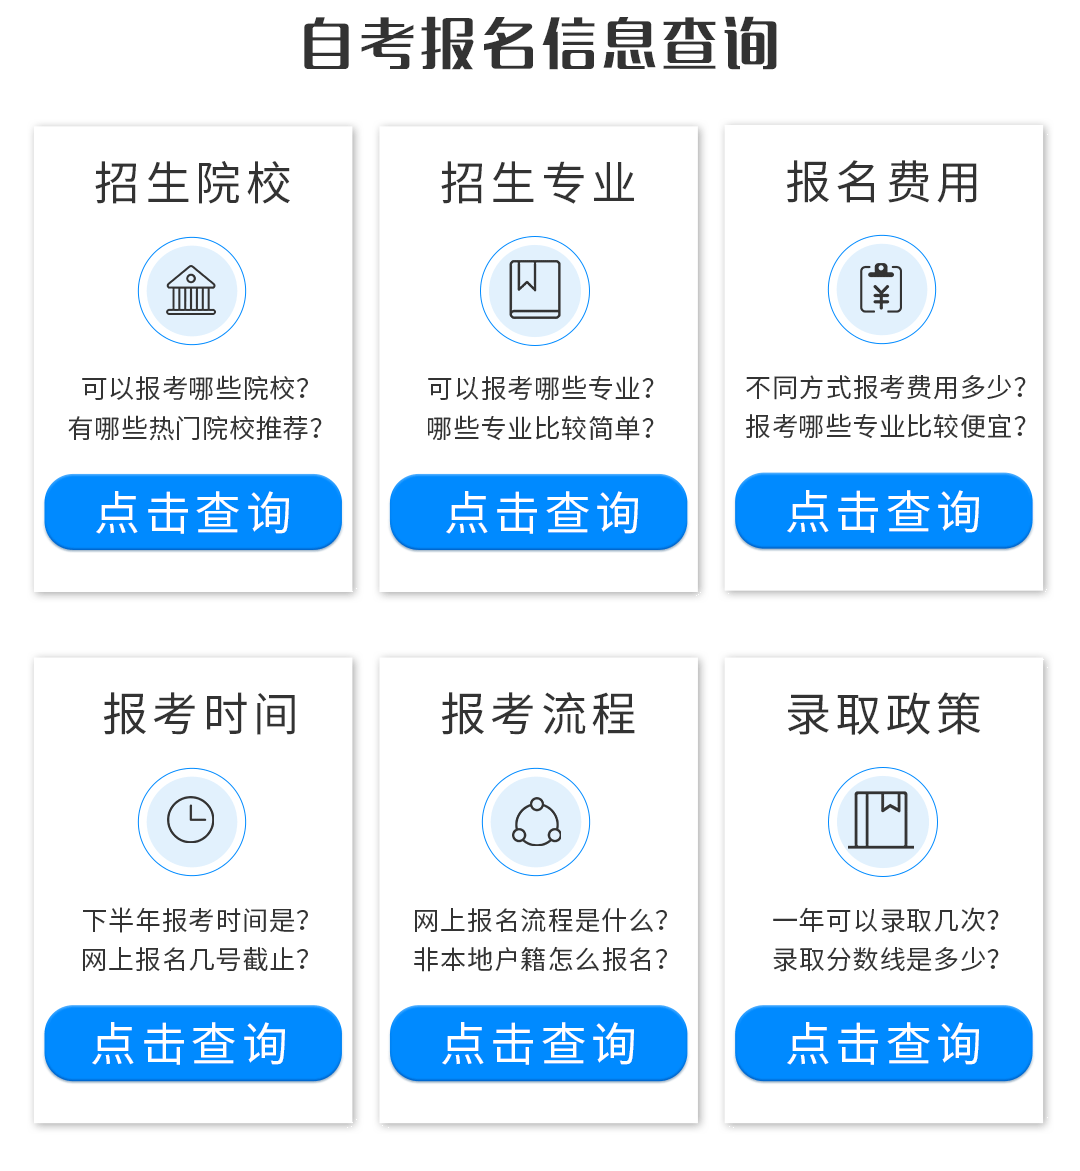 自考报名信息查询
招生院校
可以报考哪些院校?
有哪些热门院校推荐?
点击查询
招生专业
可以报考哪些专业?
哪些专业比较简单?
点击查询
报名费用
不同方式报考费用多少?
报考哪些专业比较便宜?
点击查询
报考时间
下半年报考时间是?
网上报名几号截止?
点击查询
报考流程
网上报名流程是什么?
非本地户籍怎么报名?
点击查询
录取政策
一年可以录取几次?
录取分数线是多少?
点击查询